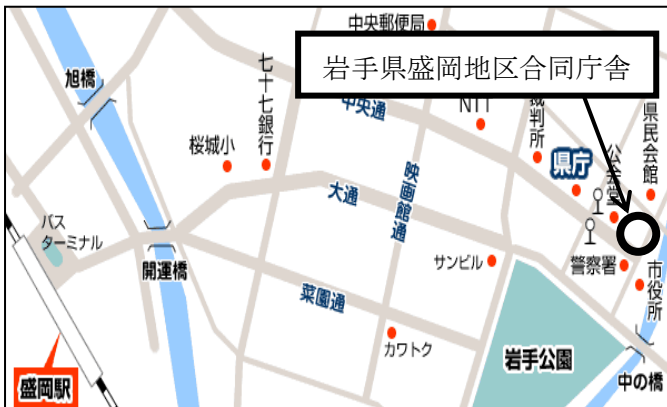 中央郵便局
岩手県盛岡地区合同庁舎
旭橋
七十七銀行
中央通
NTT
裁判所
県民会館
桜城小
県庁
公会堂
映画館通
大通
バス
ターミナル
開運橋
サンビル
警察署
市役所
菜園通
カワトク
岩手公園
盛岡駅
中の橋